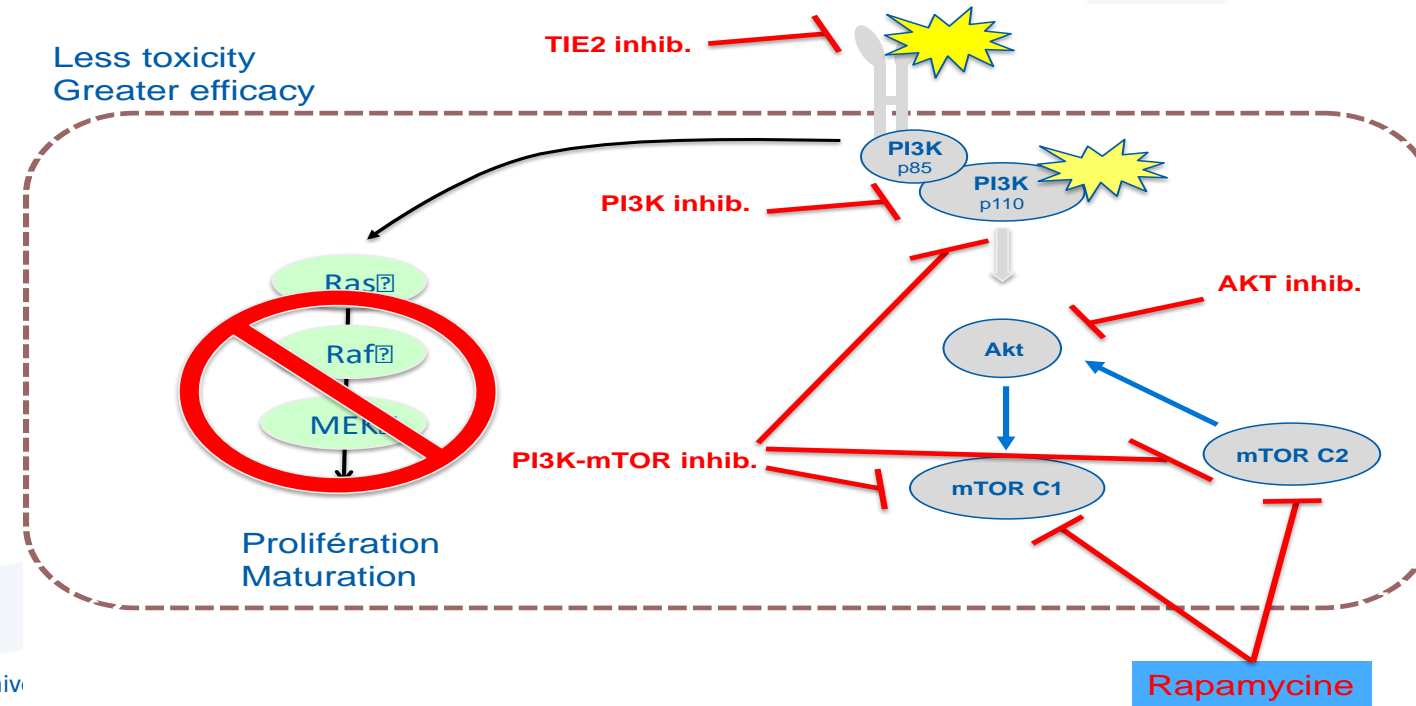 TIE2 inhib.
Less toxicity
Greater efficacy
PI3K
p85
PI3K
p110
PI3K inhib.
Ras
AKT inhib.
Raf
Akt
MEK
PI3K-mTOR inhib.
mTOR C2
mTOR C1
Prolifération
Maturation
Rapamycine